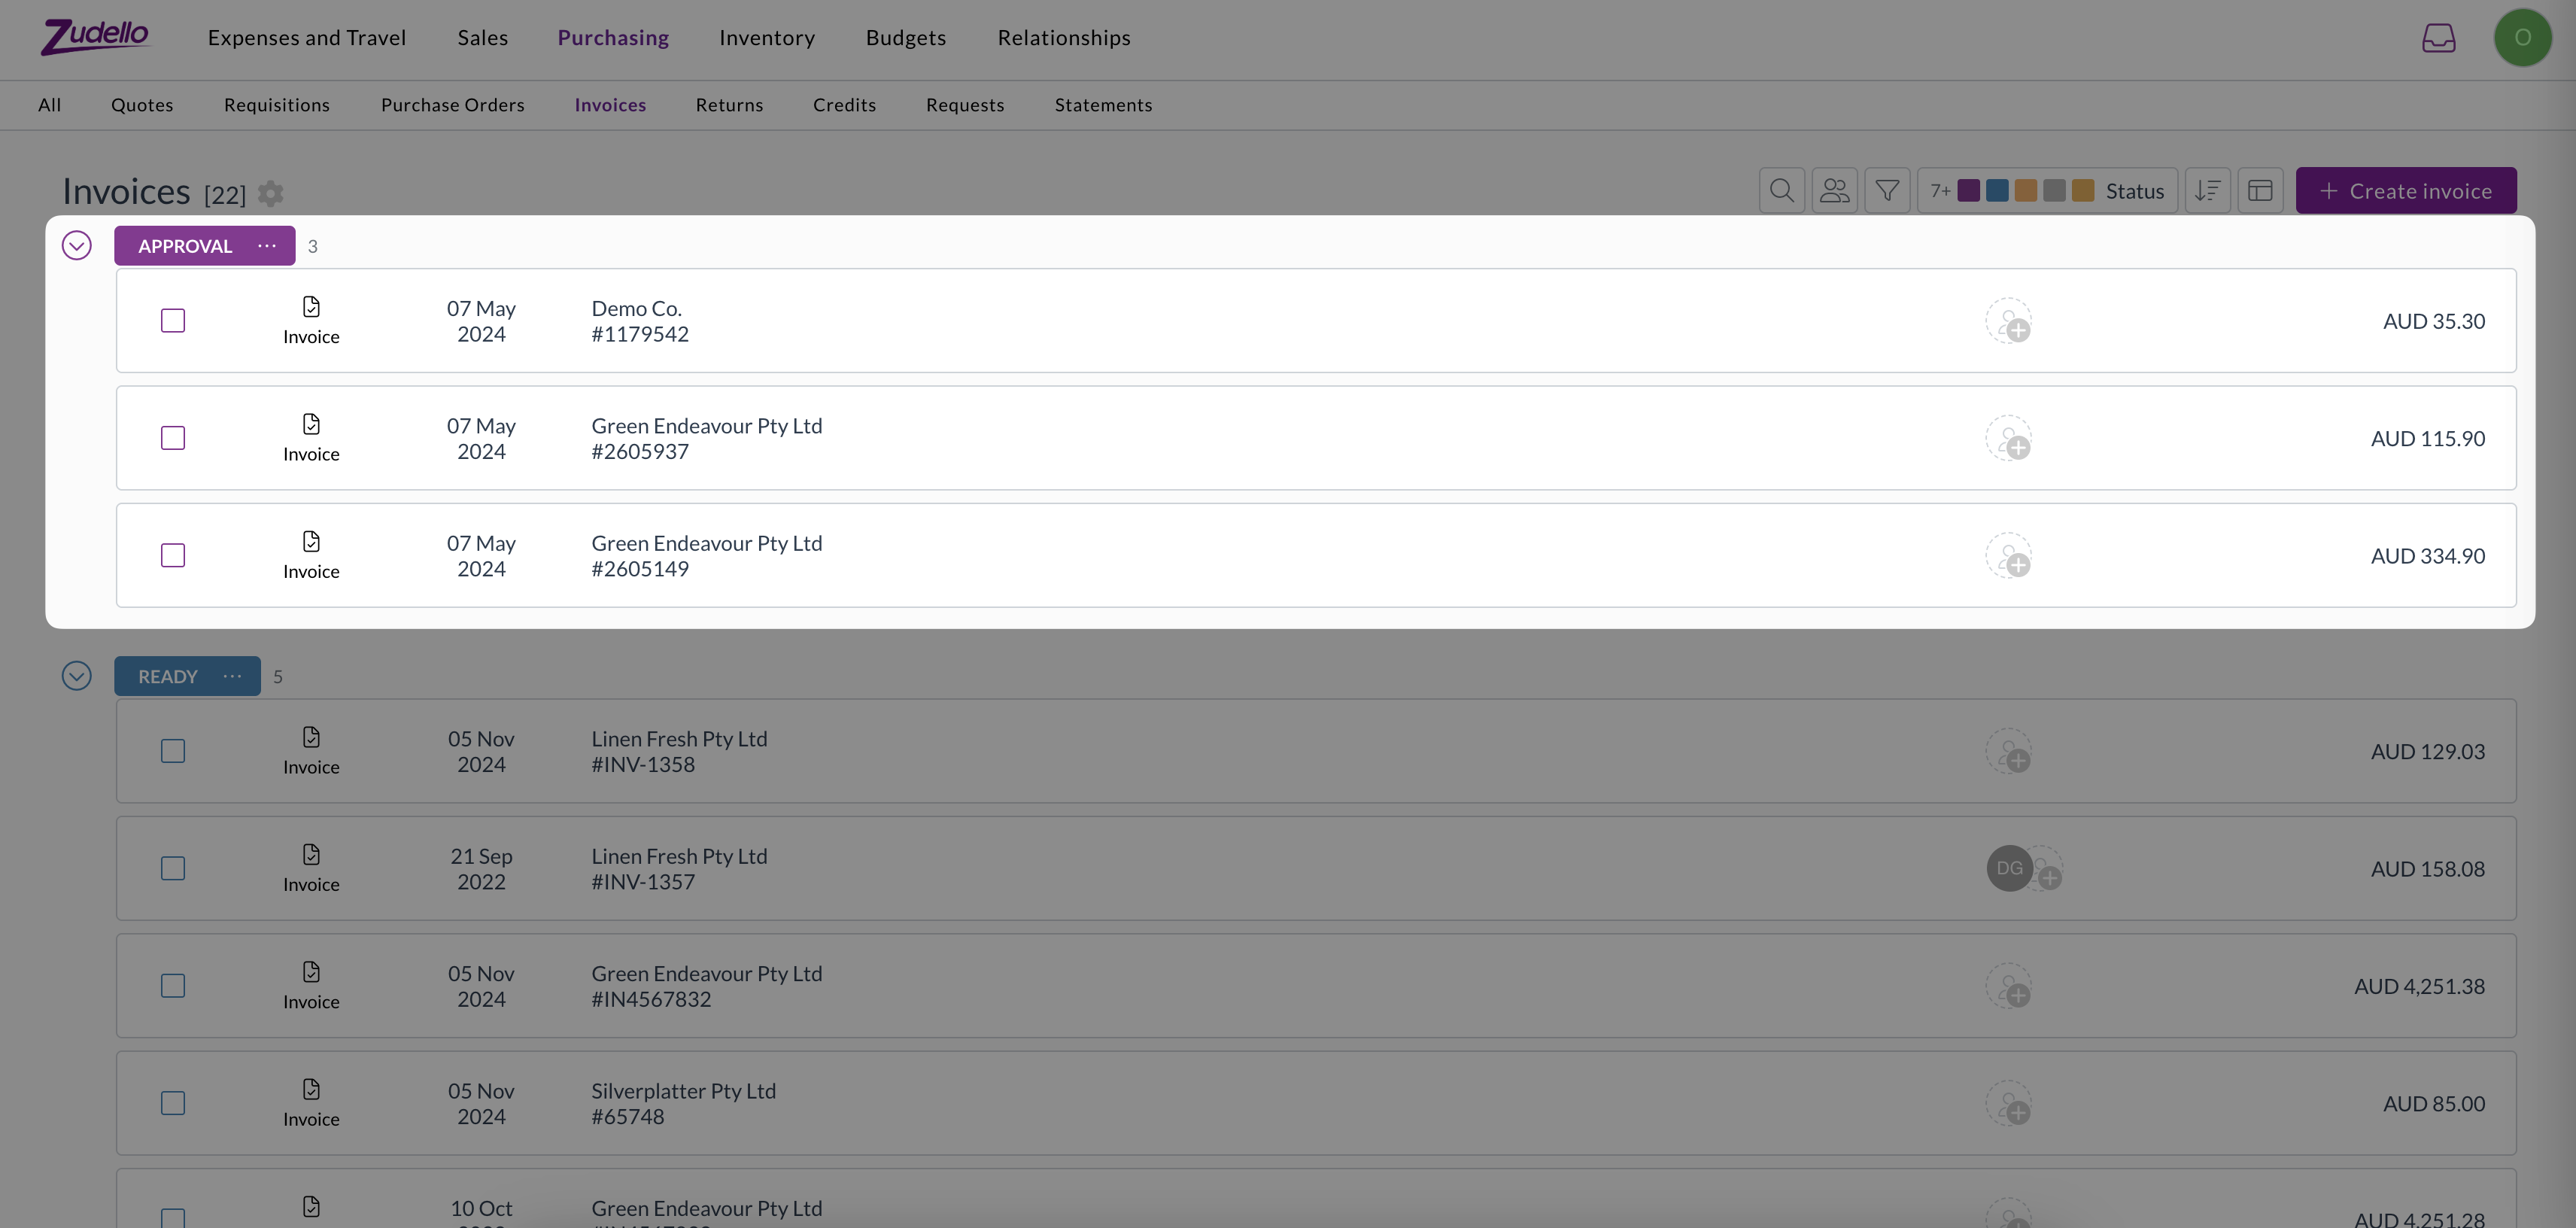 Zudello
Expenses and Travel Sales Purchasing Inventory Budgets Relationships
O
All Quotes Requisitions Purchase Orders Invoices Returns Credits Requests Statements
Invoices [22]
7+ Status
+ Create invoice
APPROVAL ... 3
Invoice
07 May
2024
Demo Co.
#1179542
AUD 35.30
Invoice
07 May
2024
Green Endeavour Pty Ltd
#2605937
AUD 115.90
Invoice
07 May
2024
Green Endeavour Pty Ltd
#2605149
AUD 334.90
READY ... 5
Invoice
05 Nov
2024
Linen Fresh Pty Ltd
#INV-1358
AUD 129.03
Invoice
21 Sep
2022
Linen Fresh Pty Ltd
#INV-1357
DG
AUD 158.08
Invoice
05 Nov
2024
Green Endeavour Pty Ltd
#IN4567832
AUD 4,251.38
Invoice
05 Nov
2024
Silverplatter Pty Ltd
#65748
AUD 85.00
10 Oct
Green Endeavour Pty Ltd
AUD 4,251.28